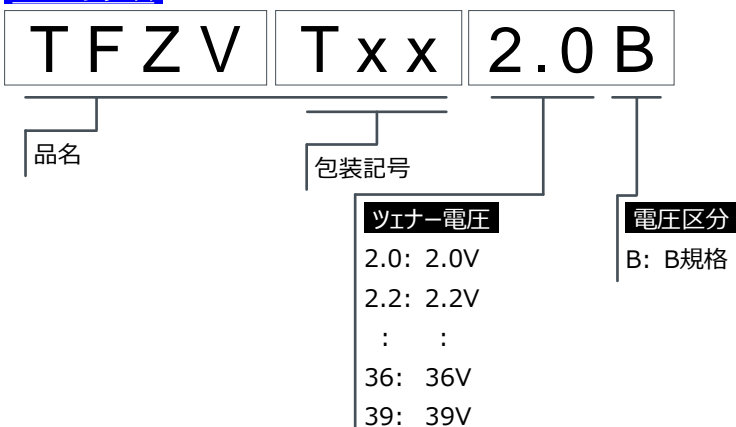 TFZV Txx 2.0 B
品名
包装記号
ツェナー電圧
2.0: 2.0V
2.2: 2.2V
: :
36: 36V
39: 39V
電圧区分
B: B規格